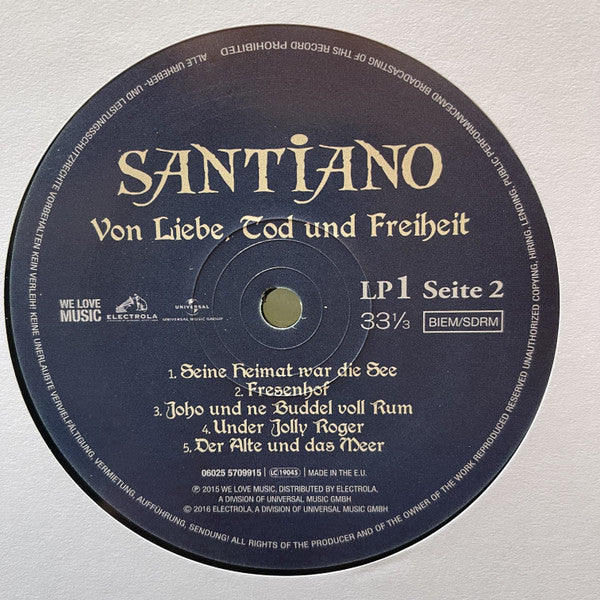 SANTIANO
Von Liebe, Tod und Freiheit
WE LOVE
MUSIC
ELECTROLA
UNIVERSAL
UNIVERSAL MUSIC GROUP
LP1 Seite 2
33⅓
BIEM/SDRM
1. Seine Heimat war die See
2. Fresenhof
3. Joho und ne Buddel voll Rum
4. Under Jolly Roger
5. Der Alte und das Meer
06025 5709915 | LC 19045 | MADE IN THE E.U.
℗ 2015 WE LOVE MUSIC, DISTRIBUTED BY ELECTROLA,
A DIVISION OF UNIVERSAL MUSIC GMBH
© 2016 ELECTROLA, A DIVISION OF UNIVERSAL MUSIC GMBH
ALLE URHEBER- UND LEISTUNGSSCHUTZRECHTE VORBEHALTEN KEIN VERLEIH KEINE UNERLAUBTE VERVIELFÄLTIGUNG, VERMIETUNG, AUFFÜHRUNG, SENDUNG! ALL RIGHTS OF THE PRODUCER AND OF THE OWNER OF THE WORK REPRODUCED RESERVED UNAUTHORIZED COPYING, HIRING, LENDING, PUBLIC PERFORMANCEAND BROADCASTING OF THIS RECORD PROHIBITED